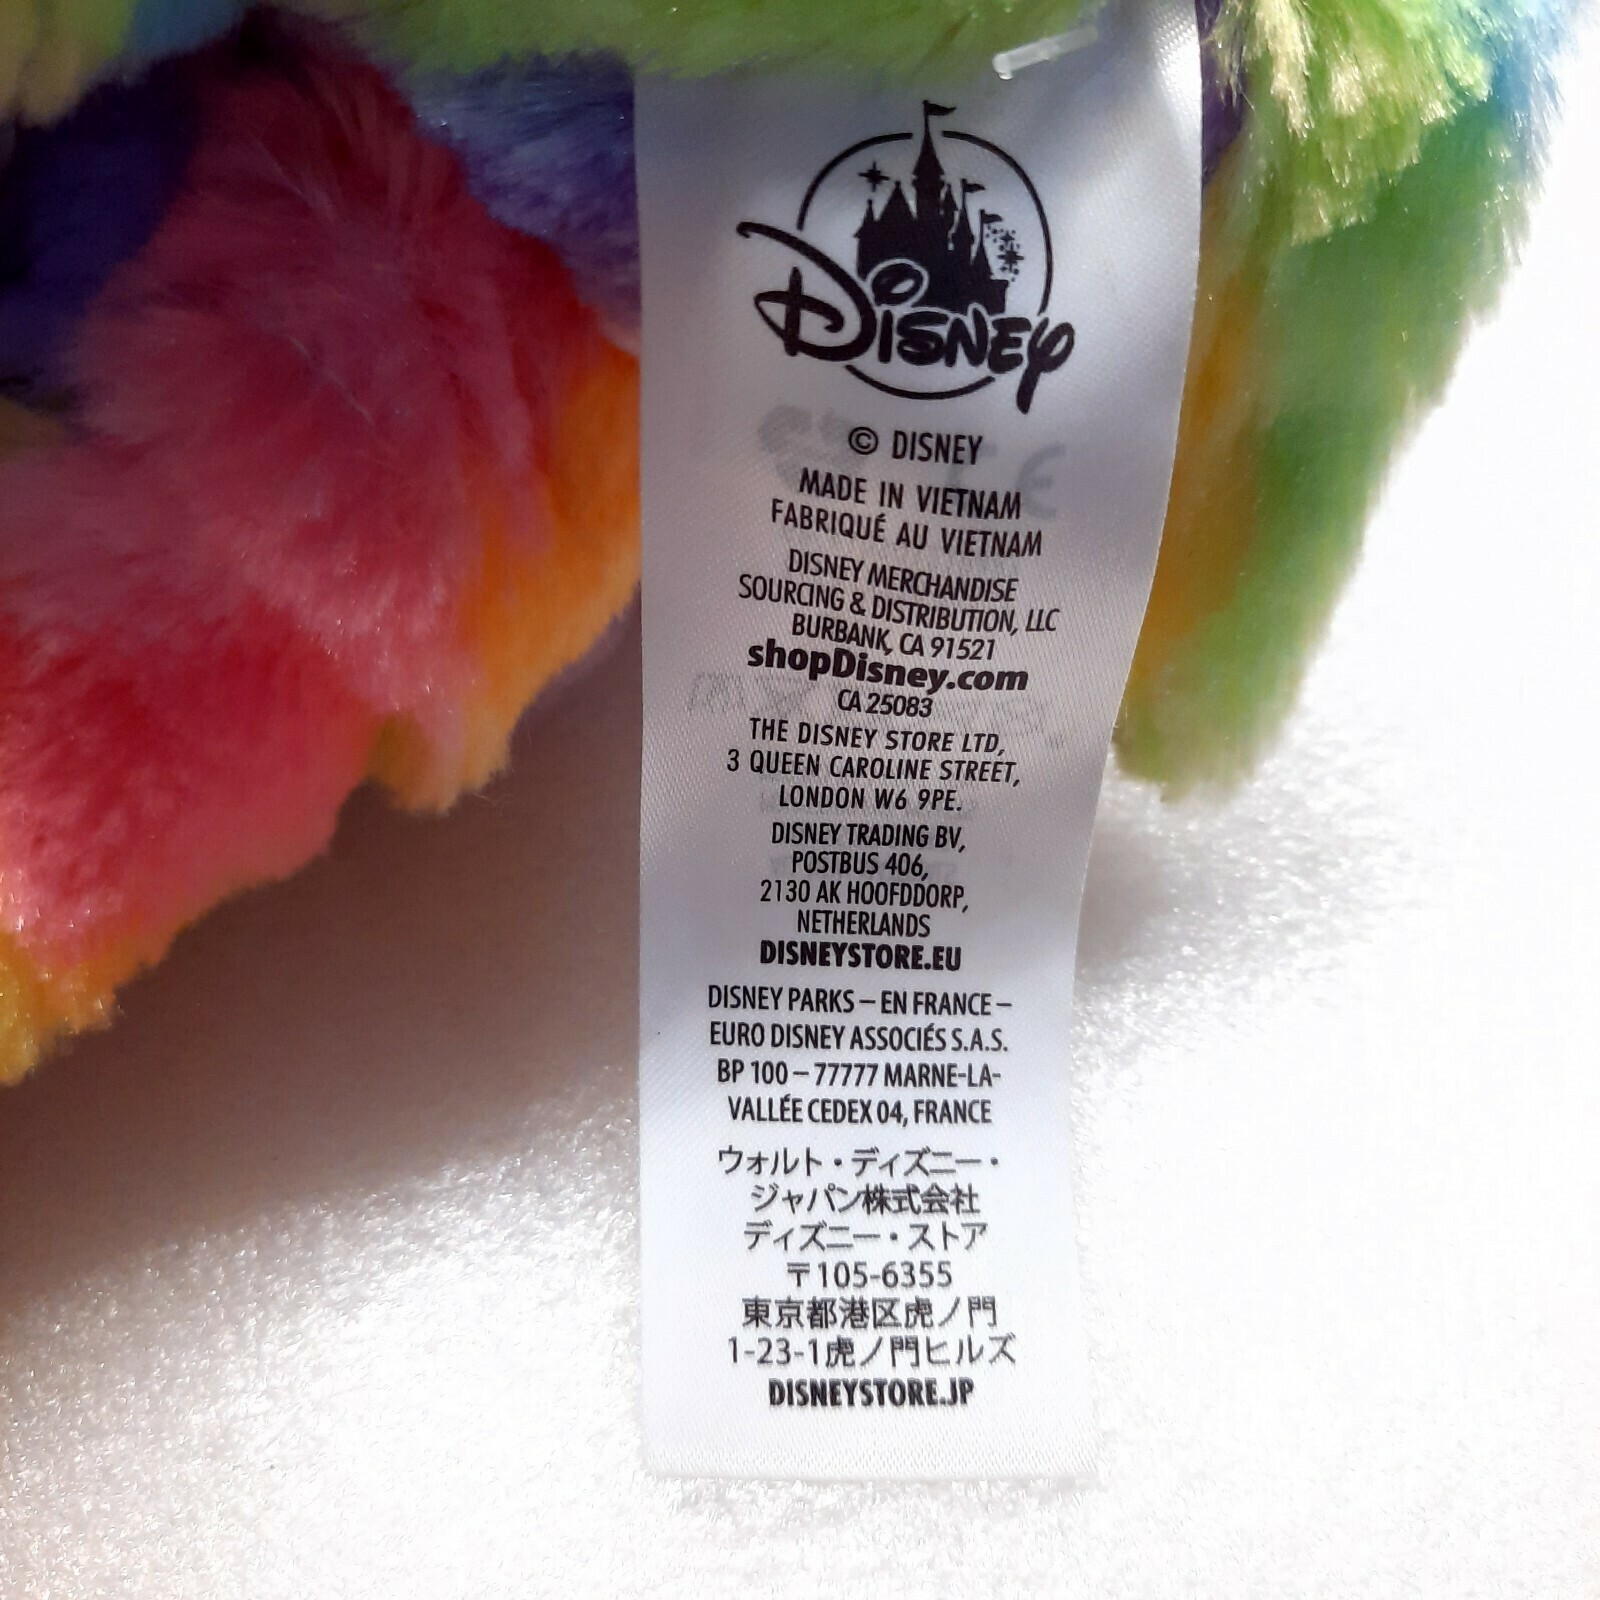 Disney
© DISNEY
MADE IN VIETNAM
FABRIQUÉ AU VIETNAM
DISNEY MERCHANDISE
SOURCING & DISTRIBUTION, LLC
BURBANK, CA 91521
shopDisney.com
CA 25083
THE DISNEY STORE LTD,
3 QUEEN CAROLINE STREET,
LONDON W6 9PE.
DISNEY TRADING BV,
POSTBUS 406,
2130 AK HOOFDDORP,
NETHERLANDS
DISNEYSTORE.EU
DISNEY PARKS – EN FRANCE –
EURO DISNEY ASSOCIÉS S.A.S.
BP 100 – 77777 MARNE-LA-
VALLÉE CEDEX 04, FRANCE
ウォルト・ディズニー・
ジャパン株式会社
ディズニー・ストア
〒105-6355
東京都港区虎ノ門
1-23-1虎ノ門ヒルズ
DISNEYSTORE.JP